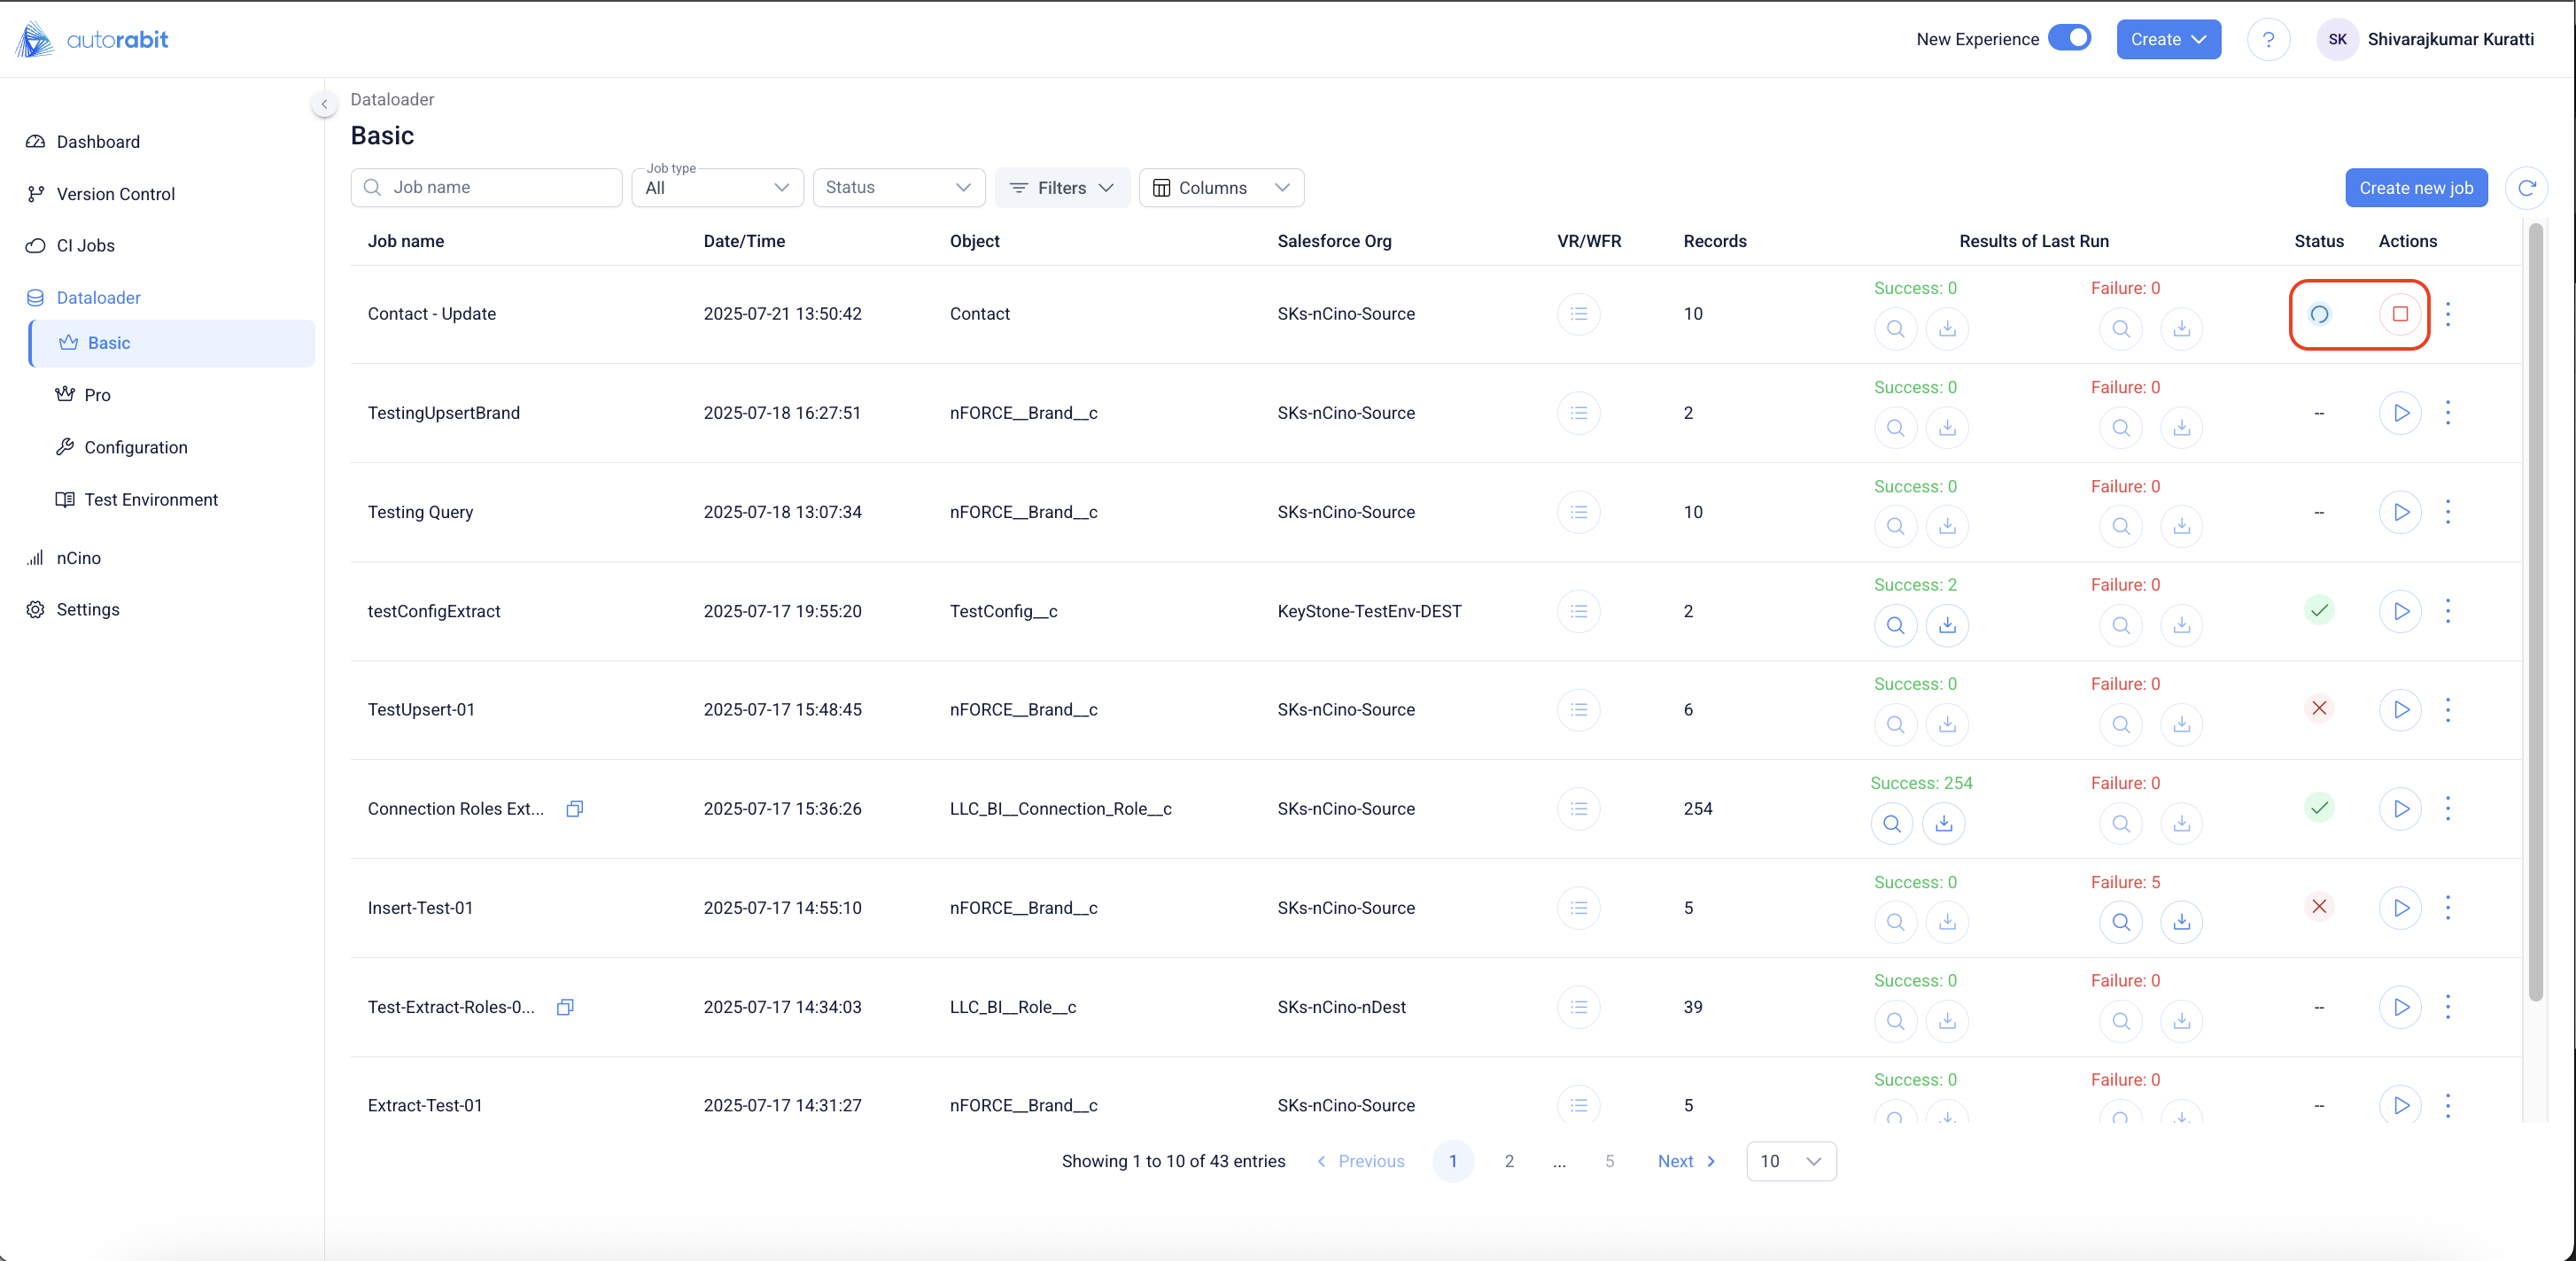 autorabit
New Experience
Create
?
SK
Shivarajkumar Kuratti
Dashboard
Version Control
CI Jobs
Dataloader
Basic
Pro
Configuration
Test Environment
nCino
Settings
Dataloader
Basic
Job name
Job type
All
Status
Filters
Columns
Create new job
Job name Date/Time Object Salesforce Org VR/WFR Records Results of Last Run Status Actions
Success: 0 Failure: 0
Contact - Update 2025-07-21 13:50:42 Contact SKs-nCino-Source 10
Success: 0 Failure: 0
TestingUpsertBrand 2025-07-18 16:27:51 nFORCE__Brand__c SKs-nCino-Source 2 --
Success: 0 Failure: 0
Testing Query 2025-07-18 13:07:34 nFORCE__Brand__c SKs-nCino-Source 10 --
Success: 2 Failure: 0
testConfigExtract 2025-07-17 19:55:20 TestConfig__c KeyStone-TestEnv-DEST 2
Success: 0 Failure: 0
TestUpsert-01 2025-07-17 15:48:45 nFORCE__Brand__c SKs-nCino-Source 6
Success: 254 Failure: 0
Connection Roles Ext... 2025-07-17 15:36:26 LLC_BI__Connection_Role__c SKs-nCino-Source 254
Success: 0 Failure: 5
Insert-Test-01 2025-07-17 14:55:10 nFORCE__Brand__c SKs-nCino-Source 5
Success: 0 Failure: 0
Test-Extract-Roles-0... 2025-07-17 14:34:03 LLC_BI__Role__c SKs-nCino-nDest 39 --
Success: 0 Failure: 0
Extract-Test-01 2025-07-17 14:31:27 nFORCE__Brand__c SKs-nCino-Source 5 --
Showing 1 to 10 of 43 entries Previous 1 2 ... 5 Next 10